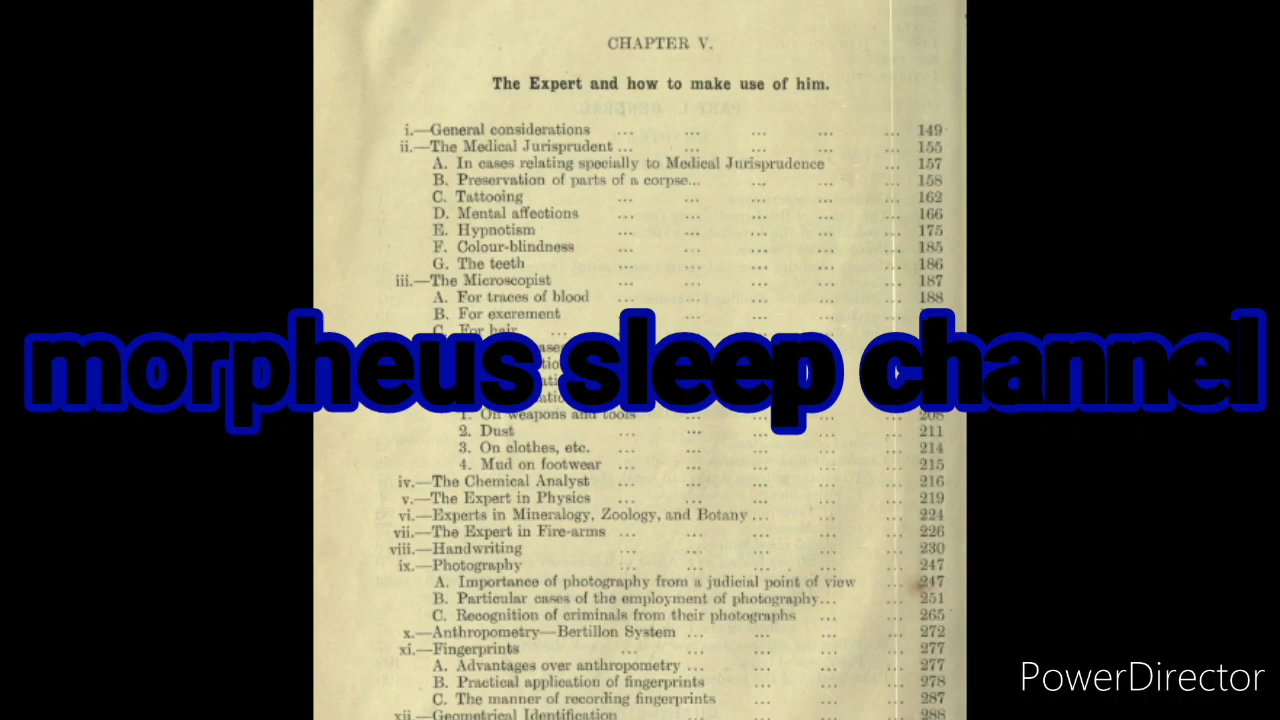 CHAPTER V.
The Expert and how to make use of him.
i.—General considerations ... ... ... ... ... 149
ii.—The Medical Jurisprudent ... ... ... ... ... 155
A. In cases relating specially to Medical Jurisprudence ... 157
B. Preservation of parts of a corpse... ... ... ... 158
C. Tattooing ... ... ... ... ... 162
D. Mental affections ... ... ... ... ... 166
E. Hypnotism ... ... ... ... ... 175
F. Colour-blindness ... ... ... ... ... 185
G. The teeth ... ... ... ... ... 186
iii.—The Microscopist ... ... ... ... ... 187
A. For traces of blood ... ... ... ... ... 188
B. For excrement
C. For hair ...
morpheus sleep channel
1. On weapons and tools ... ... ... ... 208
2. Dust ... ... ... ... ... 211
3. On clothes, etc. ... ... ... ... ... 214
4. Mud on footwear ... ... ... ... ... 215
iv.—The Chemical Analyst ... ... ... ... ... 216
v.—The Expert in Physics ... ... ... ... ... 219
vi.—Experts in Mineralogy, Zoology, and Botany ... ... ... ... 224
vii.—The Expert in Fire-arms ... ... ... ... ... 226
viii.—Handwriting ... ... ... ... ... 230
ix.—Photography ... ... ... ... ... 247
A. Importance of photography from a judicial point of view ... 247
B. Particular cases of the employment of photography... ... 251
C. Recognition of criminals from their photographs ... ... 265
x.—Anthropometry—Bertillon System ... ... ... ... 272
xi.—Fingerprints ... ... ... ... ... 277
A. Advantages over anthropometry ... ... ... ... 277
B. Practical application of fingerprints ... ... ... 278
C. The manner of recording fingerprints ... ... ... 287
xii.—Geometrical Identification ... ... ... ... 288
PowerDirector